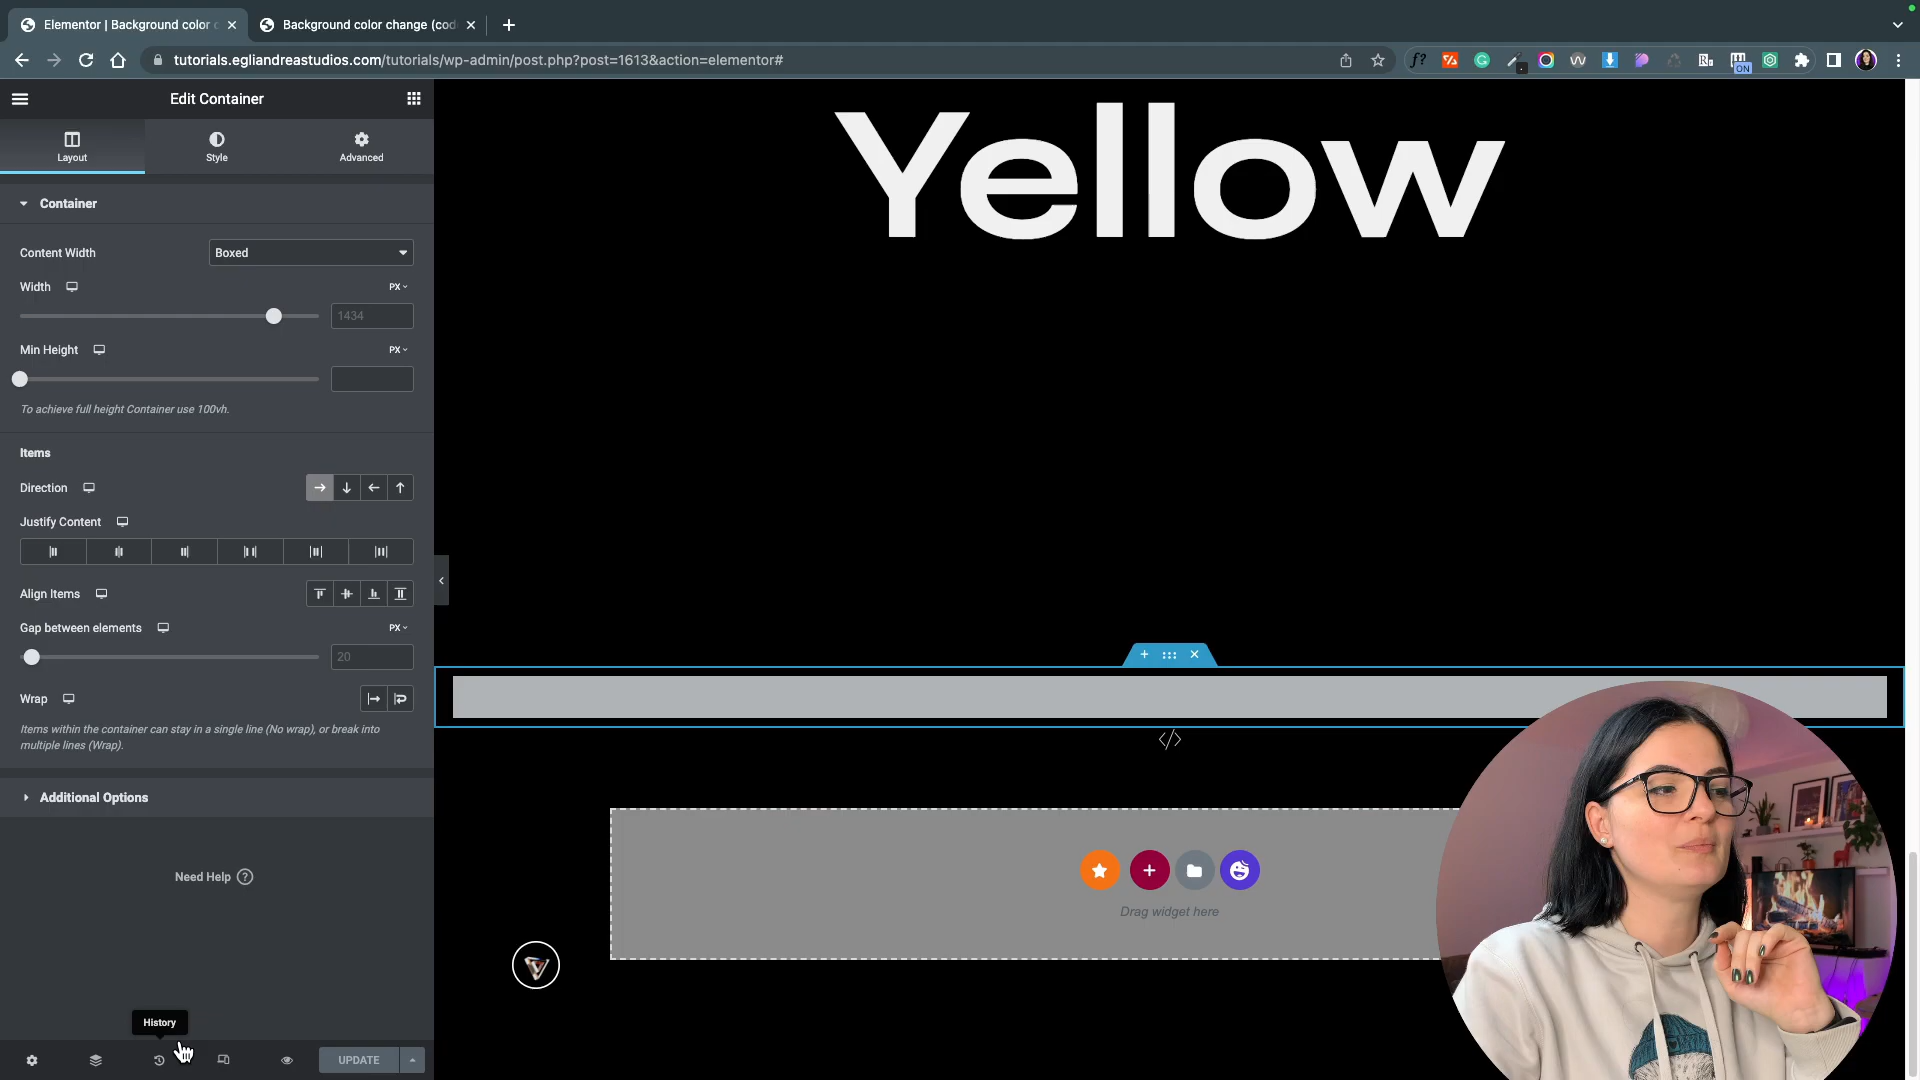 Elementor | Background color c
Background color change (cod
tutorials.egliandreastudios.com/tutorials/wp-admin/post.php?post=1613&action=elementor#
ON
Edit Container
Layout
Style
Advanced
Container
Content Width
Boxed
Width
PX
1434
Min Height
PX
To achieve full height Container use 100vh.
Items
Direction
Justify Content
Align Items
Gap between elements
PX
20
Wrap
Items within the container can stay in a single line (No wrap), or break into
multiple lines (Wrap).
Additional Options
Need Help
History
UPDATE
Yellow
Drag widget here